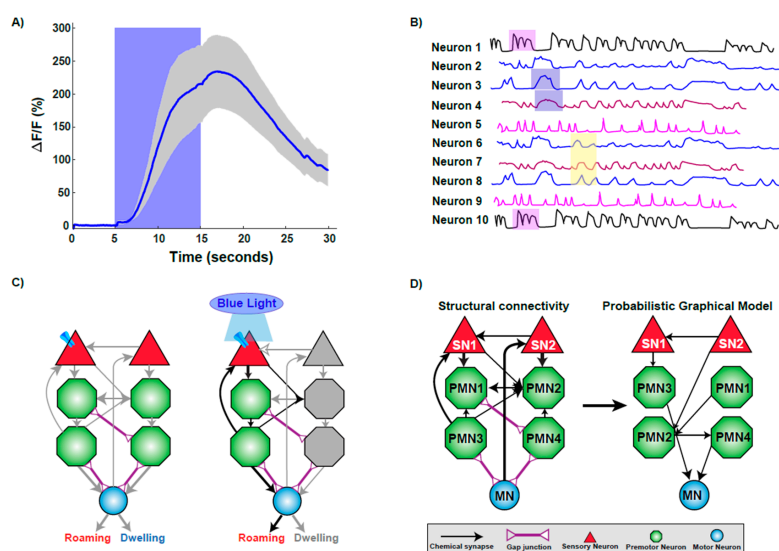 A)
ΔF/F (%)
300
250
200
150
100
50
0
0 5 10 15 20 25 30
Time (seconds)
B)
Neuron 1
Neuron 2
Neuron 3
Neuron 4
Neuron 5
Neuron 6
Neuron 7
Neuron 8
Neuron 9
Neuron 10
C)
Blue Light
Roaming Dwelling
Roaming Dwelling
D)
Structural connectivity
SN1 SN2
PMN1 PMN2
PMN3 PMN4
MN
Probabilistic Graphical Model
SN1 SN2
PMN3 PMN1
PMN2 PMN4
MN
Chemical synapse Gap junction Sensory Neuron Premotor Neuron Motor Neuron